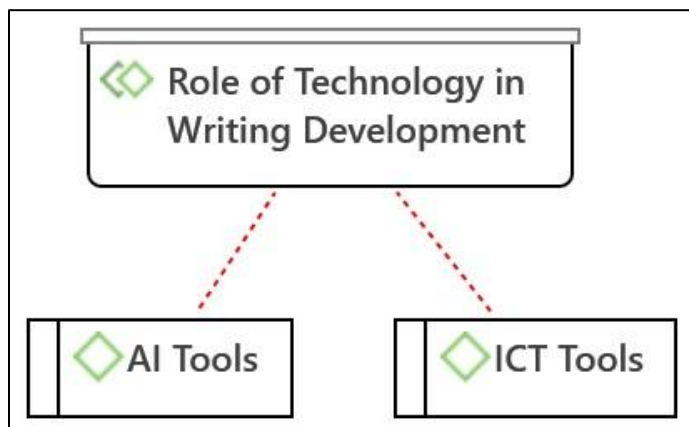 Role of Technology in
Writing Development
AI Tools
ICT Tools